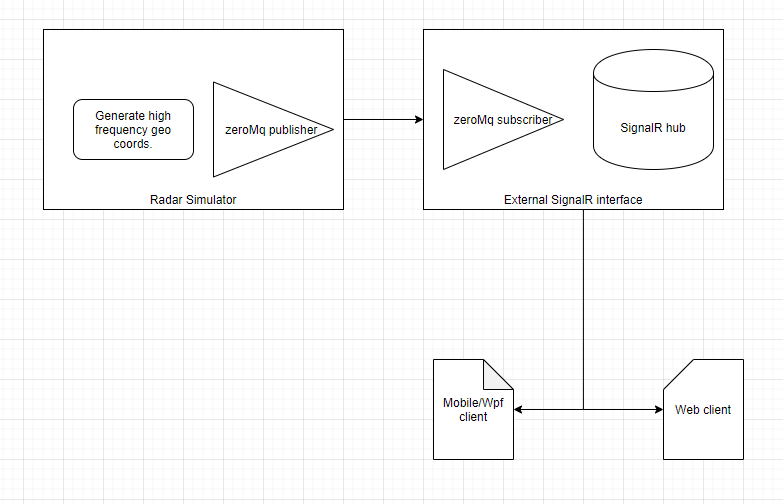 Generate high
frequency geo
coords.
zeroMq publisher
Radar Simulator
zeroMq subscriber
SignalR hub
External SignalR interface
Mobile/Wpf
client
Web client